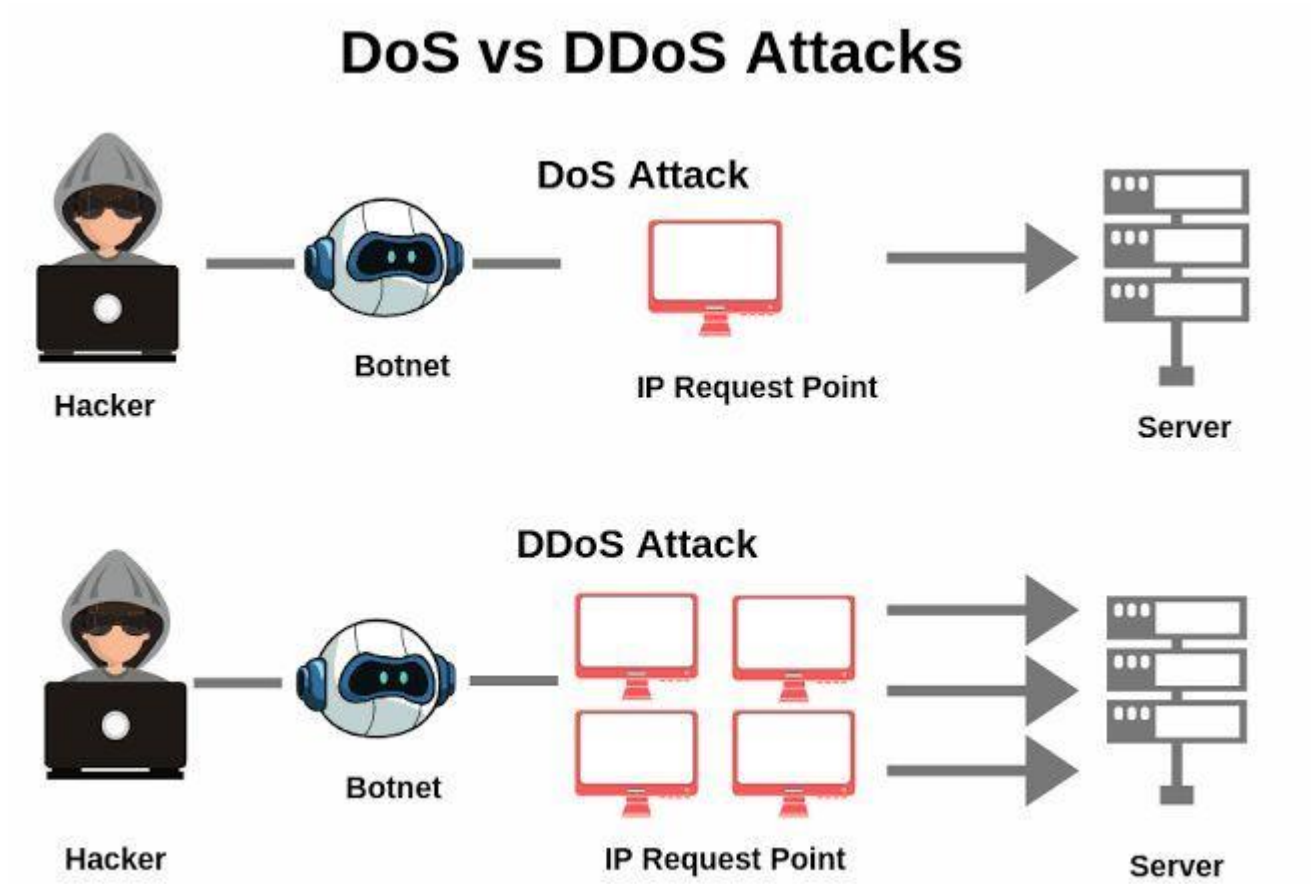 DoS vs DDoS Attacks
DoS Attack
Botnet
IP Request Point
Hacker
Server
DDoS Attack
Botnet
Hacker
IP Request Point
Server